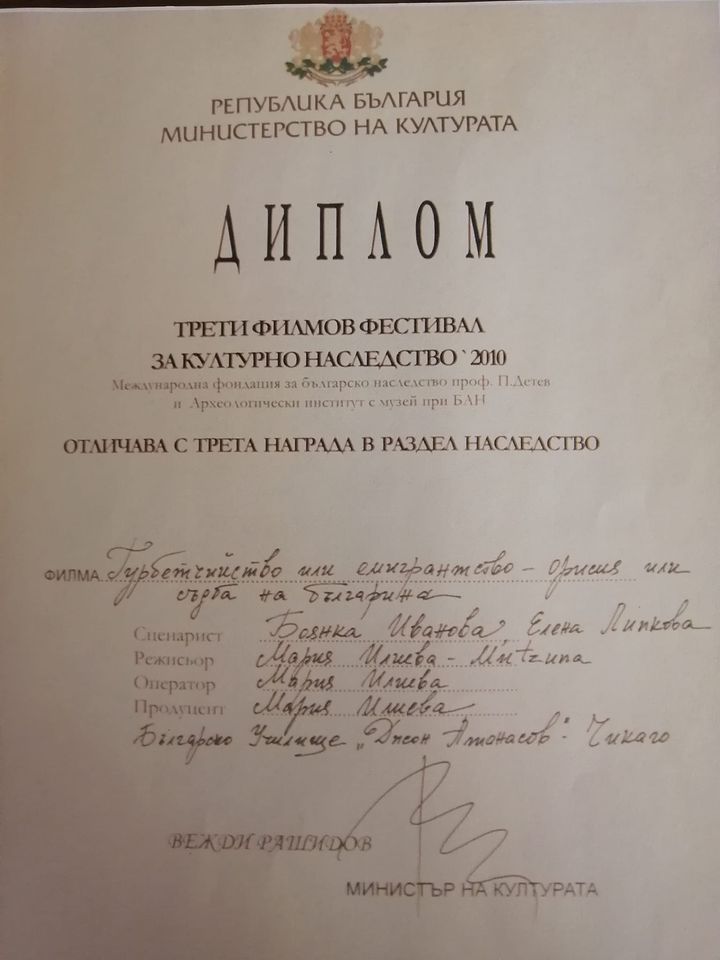 РЕПУБЛИКА БЪЛГАРИЯ
МИНИСТЕРСТВО НА КУЛТУРАТА
ДИПЛОМ
ТРЕТИ ФИЛМОВ ФЕСТИВАЛ
ЗА КУЛТУРНО НАСЛЕДСТВО`2010
Международна фондация за българско наследство проф. П.Детев
и Археологически институт с музей при БАН
ОТЛИЧАВА С ТРЕТА НАГРАДА В РАЗДЕЛ НАСЛЕДСТВО
ФИЛМА Гурбетчийство или емигрантство - орисия или
съдба на българина
Сценарист Боянка Иванова, Елена Липкова
Режисьор Мария Илиева -
Оператор Мария Илиева
Продуцент Мария Илиева
Българско Училище "Джон Атанасов" - Чикаго
ВЕЖДИ РАШИДОВ
МИНИСТЪР НА КУЛТУРАТА